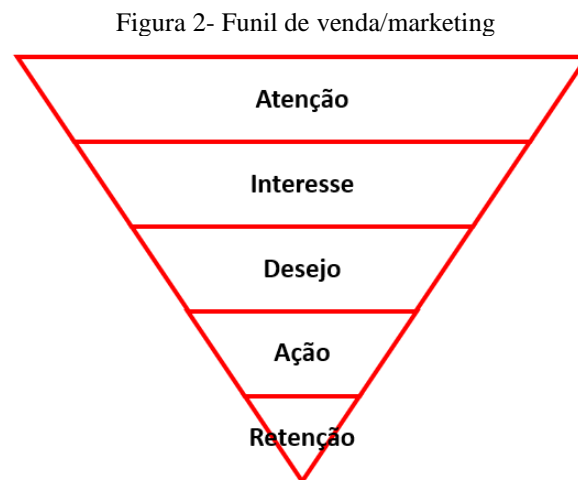 Figura 2- Funil de venda/marketing
Atenção
Interesse
Desejo
Ação
Retenção